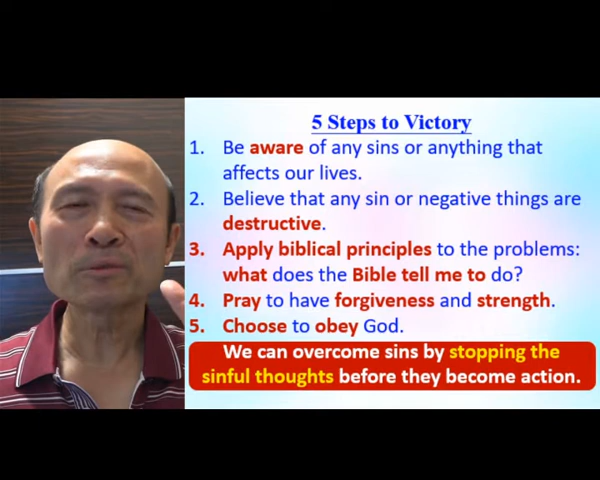 5 Steps to Victory
1. Be aware of any sins or anything that
affects our lives.
2. Believe that any sin or negative things are
destructive.
3. Apply biblical principles to the problems:
what does the Bible tell me to do?
4. Pray to have forgiveness and strength.
5. Choose to obey God.
We can overcome sins by stopping the
sinful thoughts before they become action.